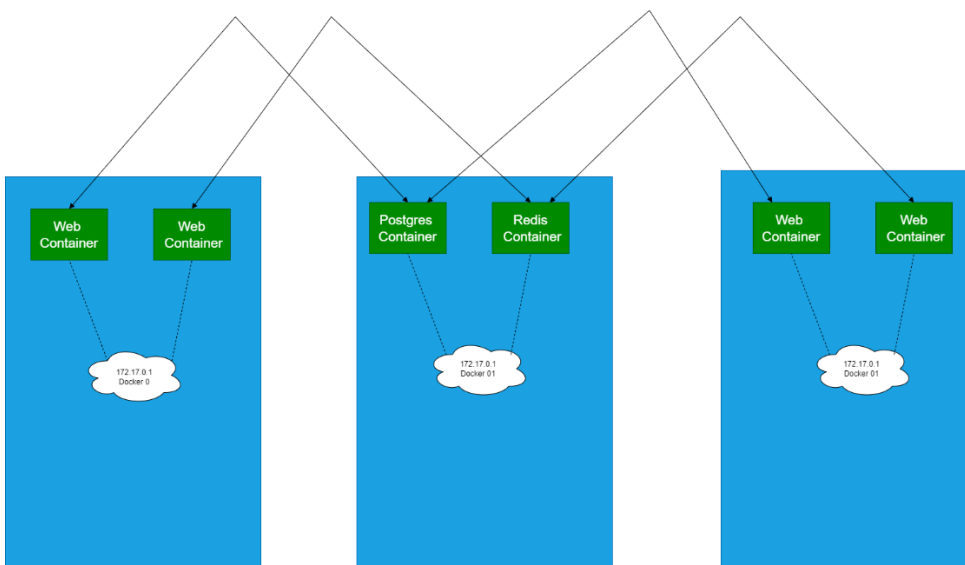 Web
Container
Web
Container
Postgres
Container
Redis
Container
Web
Container
Web
Container
172.17.0.1
Docker 0
172.17.0.1
Docker 01
172.17.0.1
Docker 01